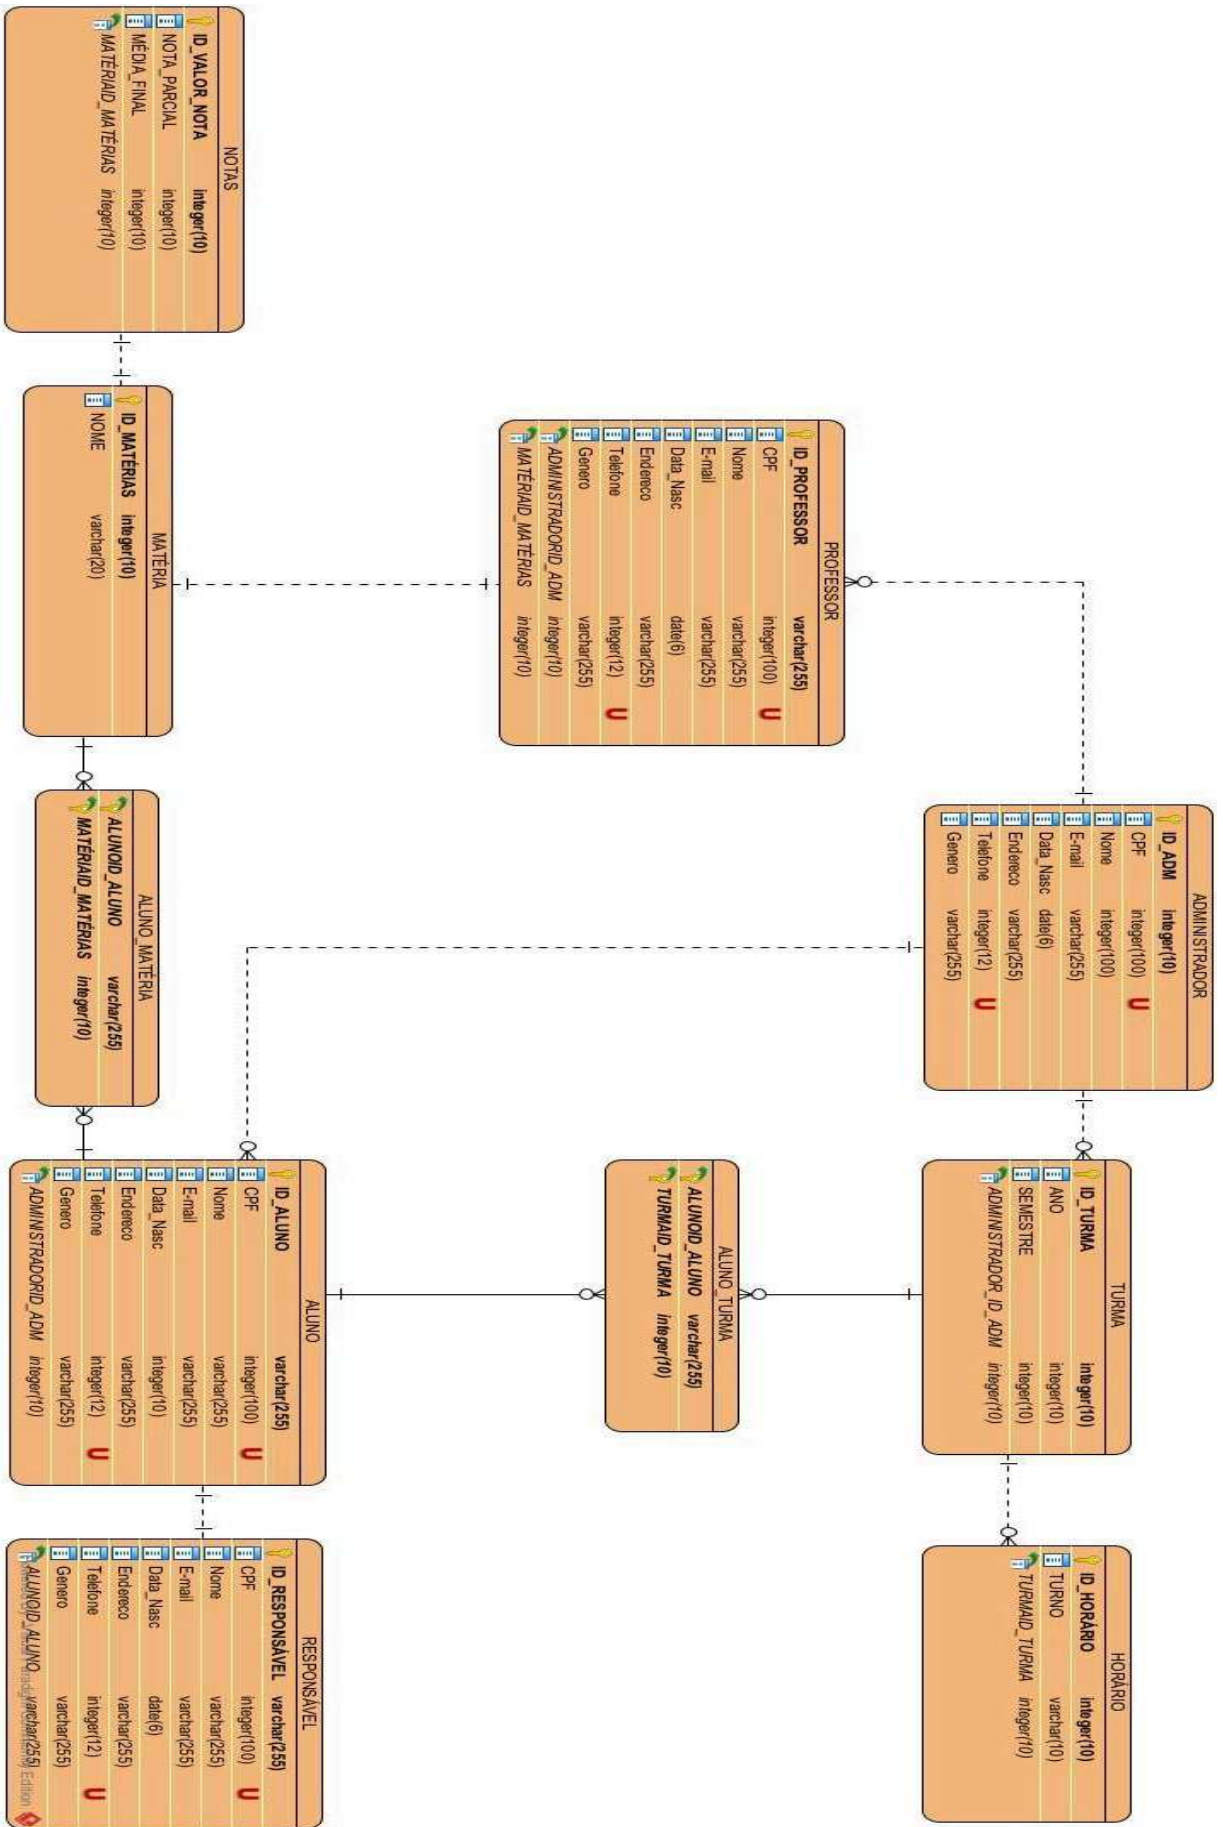 ADMINISTRADOR
ID_ADM integer(10)
CPF integer(100) U
Nome integer(100)
E-mail varchar(255)
Data_Nasc date(6)
Endereco varchar(255)
Telefone integer(12) U
Genero varchar(255)
TURMA
ID_TURMA integer(10)
ANO integer(10)
SEMESTRE integer(10)
ADMINISTRADOR_ID_ADM integer(10)
HORÁRIO
ID_HORÁRIO integer(10)
TURNO varchar(10)
TURMAID_TURMA integer(10)
PROFESSOR
ID_PROFESSOR varchar(255)
CPF integer(100) U
Nome varchar(255)
E-mail varchar(255)
Data_Nasc date(6)
Endereco varchar(255)
Telefone integer(12) U
Genero varchar(255)
ADMINISTRADORID_ADM integer(10)
MATÉRIAID_MATÉRIAS integer(10)
ALUNO_TURMA
ALUNOID_ALUNO varchar(255)
TURMAID_TURMA integer(10)
NOTAS
ID_VALOR_NOTA integer(10)
NOTA_PARCIAL integer(10)
MÉDIA_FINAL integer(10)
MATÉRIAID_MATÉRIAS integer(10)
MATÉRIA
ID_MATÉRIAS integer(10)
NOME varchar(20)
ALUNO_MATÉRIA
ALUNOID_ALUNO varchar(255)
MATÉRIAID_MATÉRIAS integer(10)
ALUNO
ID_ALUNO varchar(255)
CPF integer(100) U
Nome varchar(255)
E-mail varchar(255)
Data_Nasc integer(10)
Endereco varchar(255)
Telefone integer(12) U
Genero varchar(255)
ADMINISTRADORID_ADM integer(10)
RESPONSÁVEL
ID_RESPONSÁVEL varchar(255)
CPF integer(100) U
Nome varchar(255)
E-mail varchar(255)
Data_Nasc date(6)
Endereco varchar(255)
Telefone integer(12) U
Genero varchar(255)
ALUNOID_ALUNO varchar(255)
Edition